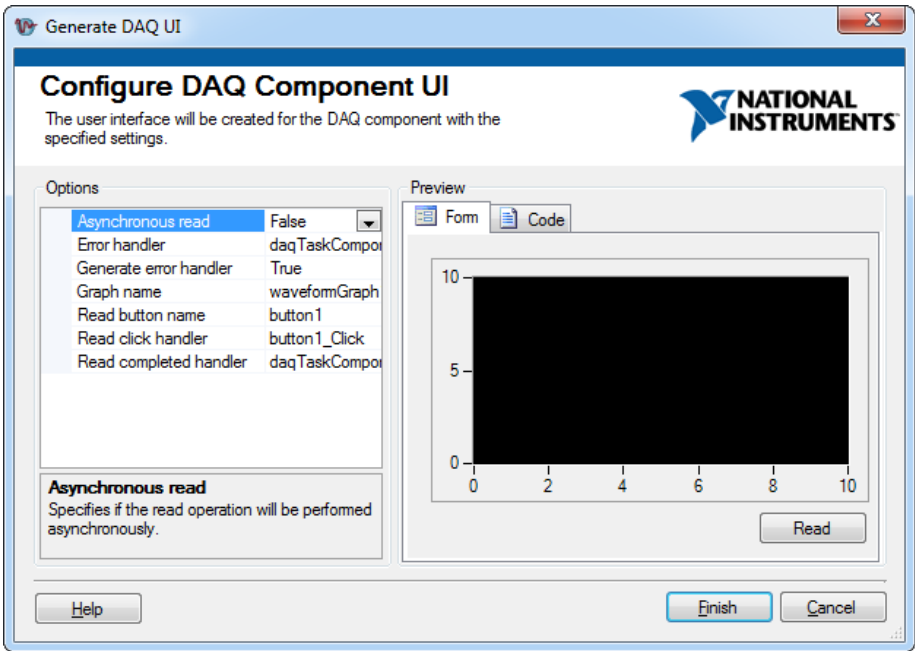 Generate DAQ UI
Configure DAQ Component UI
The user interface will be created for the DAQ component with the
specified settings.
NATIONAL
INSTRUMENTS
Options
Asynchronous read False
Error handler daqTaskCompo
Generate error handler True
Graph name waveformGraph
Read button name button1
Read click handler button1_Click
Read completed handler daqTaskCompo
Asynchronous read
Specifies if the read operation will be performed
asynchronously.
Preview
Form Code
10
5
0
0 2 4 6 8 10
Read
Help Finish Cancel